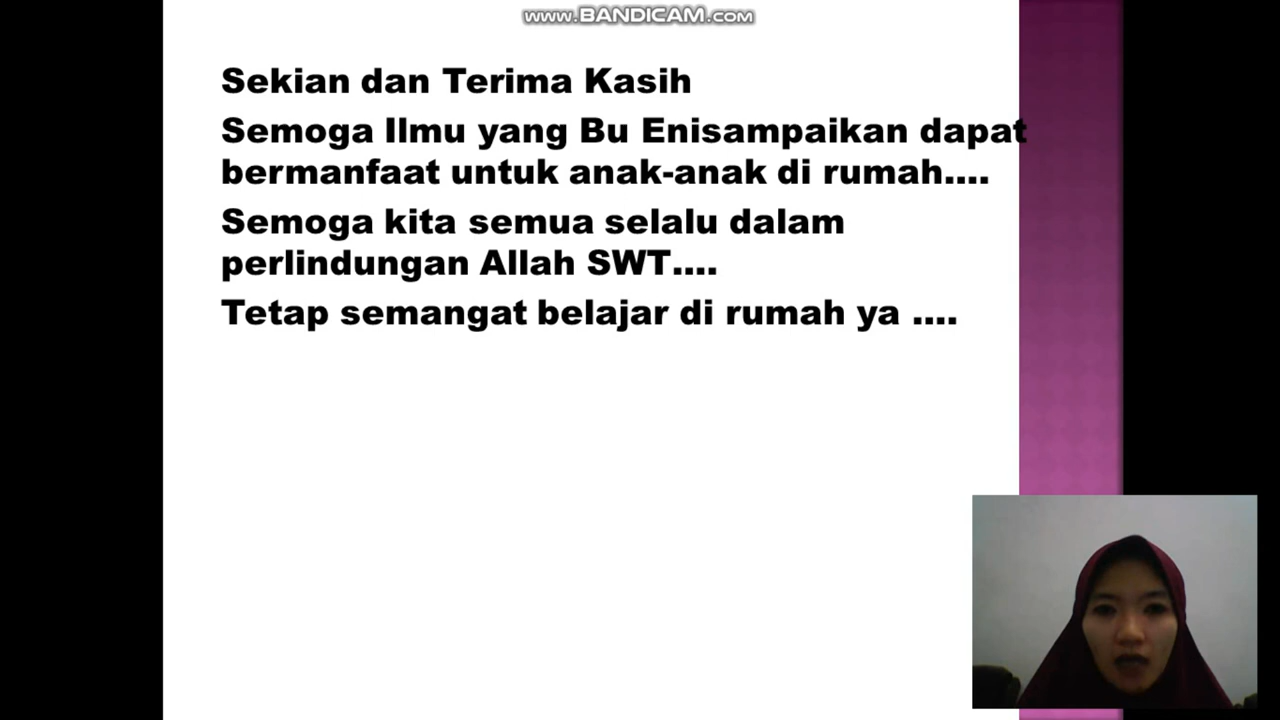 www.BANDICAM.com
Sekian dan Terima Kasih
Semoga Ilmu yang Bu Enisampaikan dapat
bermanfaat untuk anak-anak di rumah....
Semoga kita semua selalu dalam
perlindungan Allah SWT....
Tetap semangat belajar di rumah ya ....